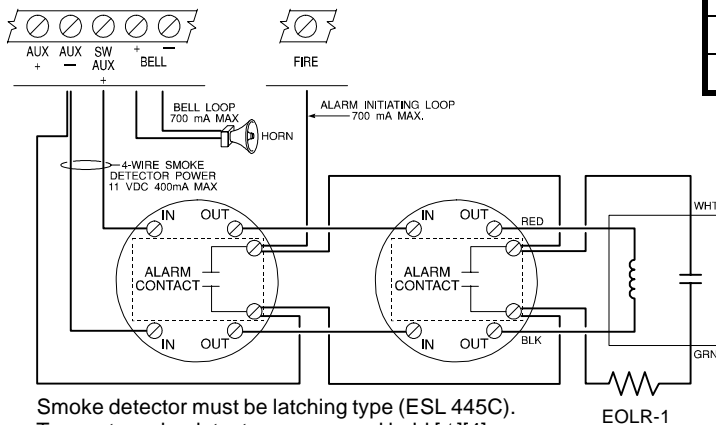 AUX AUX SW + —
+ — AUX BELL
+
FIRE
BELL LOOP
700 mA MAX
HORN
ALARM INITIATING LOOP
700 mA MAX.
4-WIRE SMOKE
DETECTOR POWER
11 VDC 400mA MAX
IN OUT
IN OUT
RED
WHT
ALARM
CONTACT
ALARM
CONTACT
IN OUT
IN OUT
BLK
GRN
EOLR-1
Smoke detector must be latching type (ESL 445C).